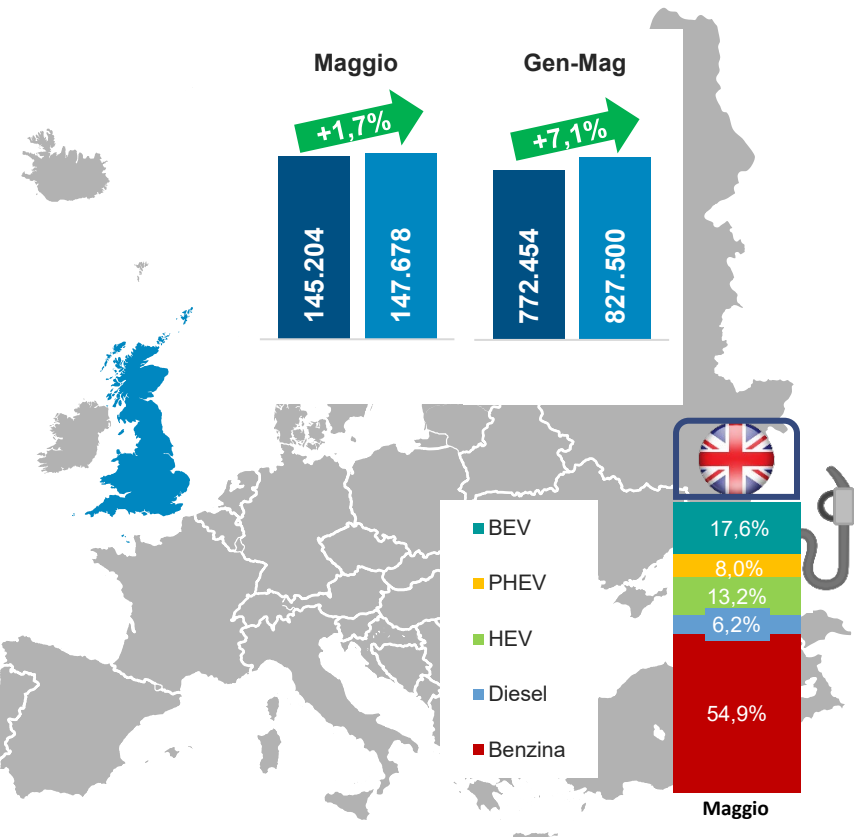 Maggio
Gen-Mag
+1,7%
+7,1%
145.204
147.678
772.454
827.500
BEV
PHEV
HEV
Diesel
Benzina
17,6%
8,0%
13,2%
6,2%
54,9%
Maggio